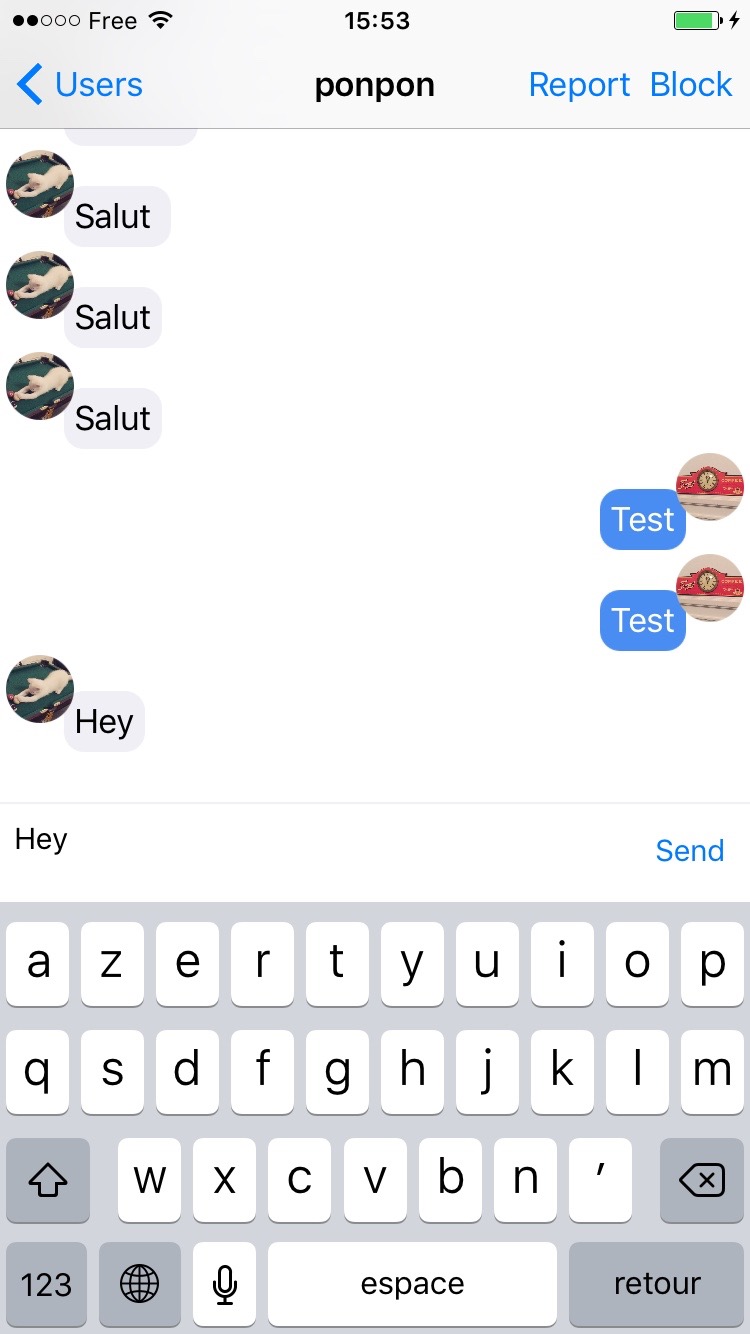 Free 15:53
Users ponpon Report Block
Salut
Salut
Salut
Test
Test
Hey
Hey Send
a z e r t y u i o p
q s d f g h j k l m
w x c v b n ′
123 espace retour